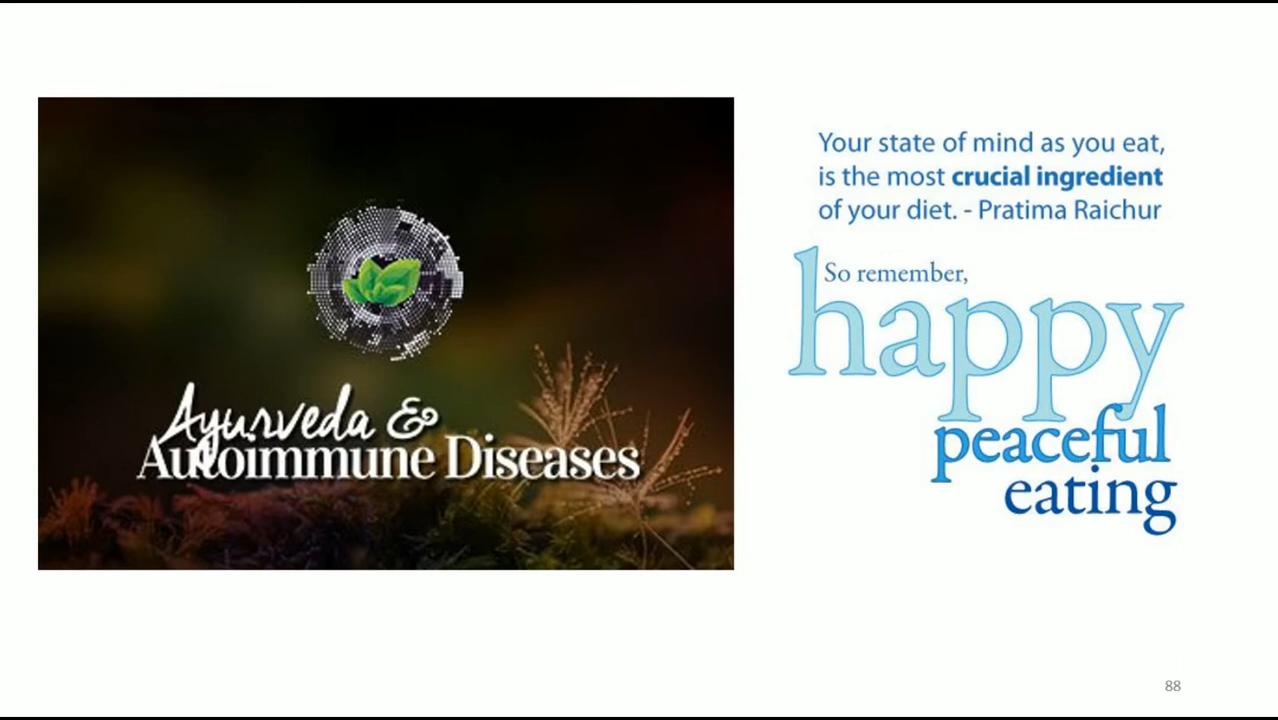 Ayurveda &
Autoimmune Diseases
Your state of mind as you eat,
is the most crucial ingredient
of your diet. - Pratima Raichur
So remember,
happy
peaceful
eating
88